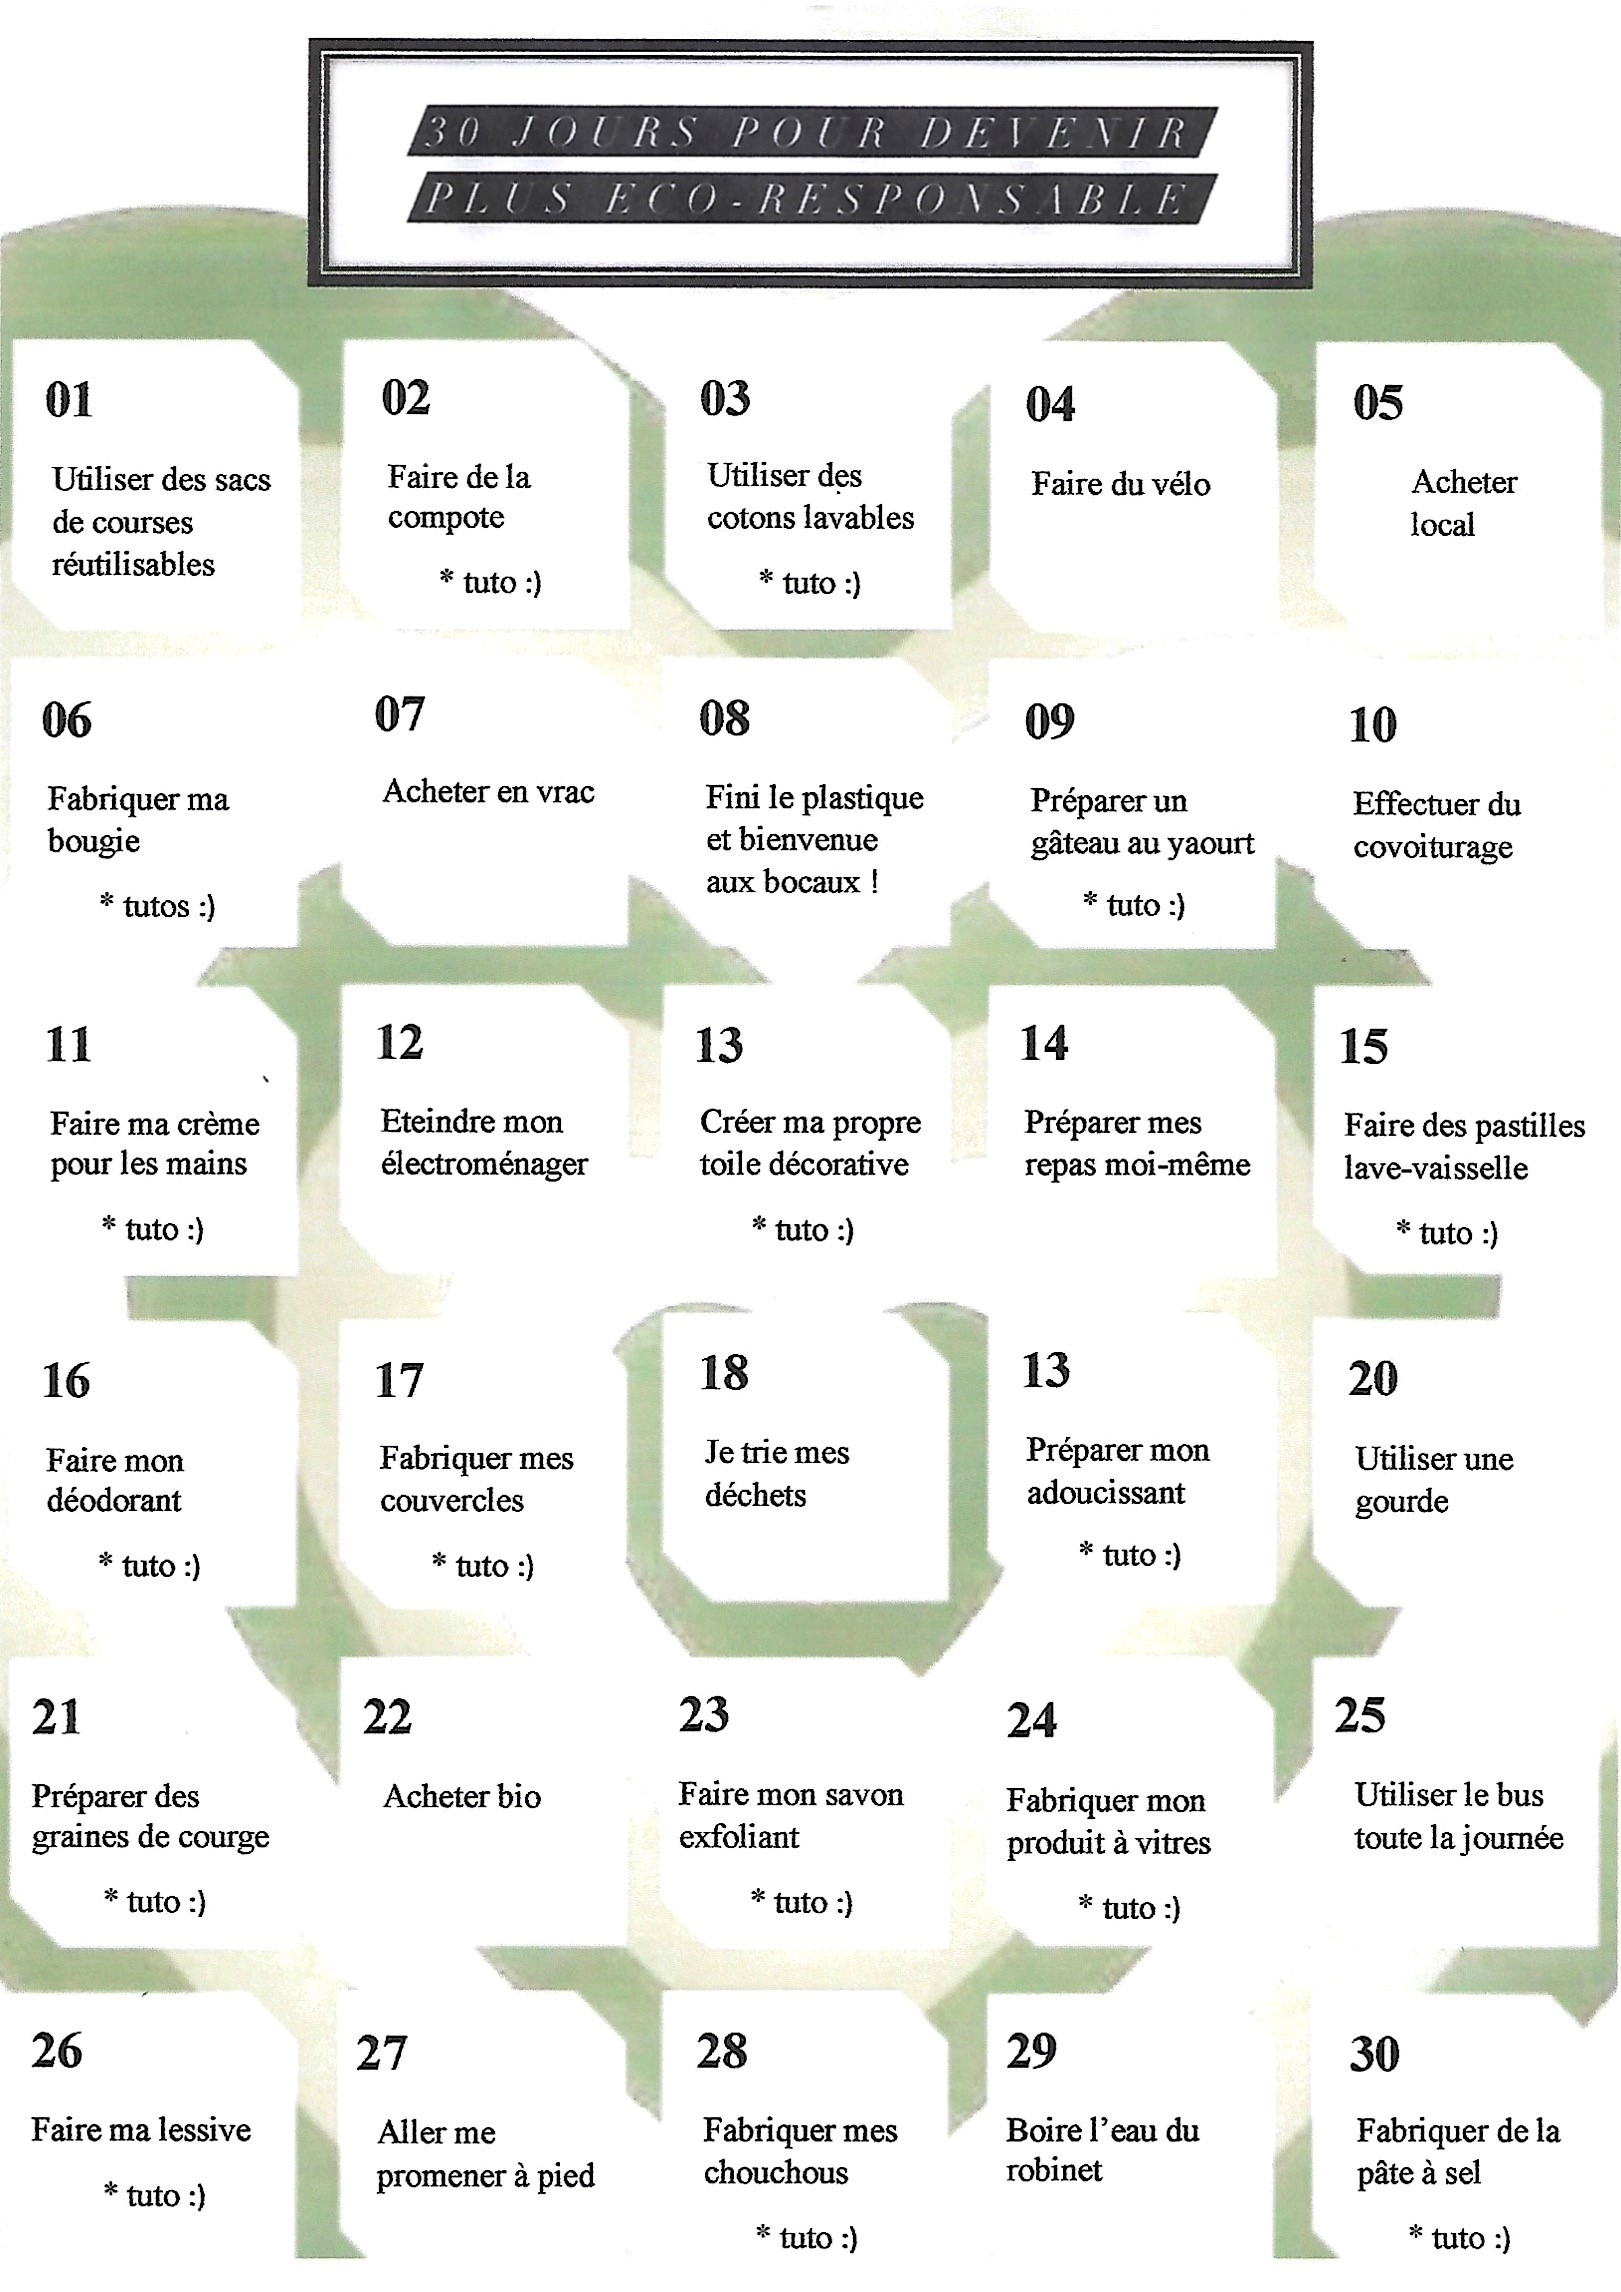 30 JOURS POUR DEVENIR
PLUS ECO-RESPONSABLE
01
Utiliser des sacs
de courses
réutilisables
02
Faire de la
compote
* tuto :)
03
Utiliser des
cotons lavables
* tuto :)
04
Faire du vélo
05
Acheter
local
06
Fabriquer ma
bougie
* tutos :)
07
Acheter en vrac
08
Fini le plastique
et bienvenue
aux bocaux !
09
Préparer un
gâteau au yaourt
* tuto :)
10
Effectuer du
covoiturage
11
Faire ma crème
pour les mains
* tuto :)
12
Eteindre mon
électroménager
13
Créer ma propre
toile décorative
* tuto :)
14
Préparer mes
repas moi-même
15
Faire des pastilles
lave-vaisselle
* tuto :)
16
Faire mon
déodorant
* tuto :)
17
Fabriquer mes
couvercles
* tuto :)
18
Je trie mes
déchets
13
Préparer mon
adoucissant
* tuto :)
20
Utiliser une
gourde
21
Préparer des
graines de courge
* tuto :)
22
Acheter bio
23
Faire mon savon
exfoliant
* tuto :)
24
Fabriquer mon
produit à vitres
* tuto :)
25
Utiliser le bus
toute la journée
26
Faire ma lessive
* tuto :)
27
Aller me
promener à pied
28
Fabriquer mes
chouchous
* tuto :)
29
Boire l'eau du
robinet
30
Fabriquer de la
pâte à sel
* tuto :)